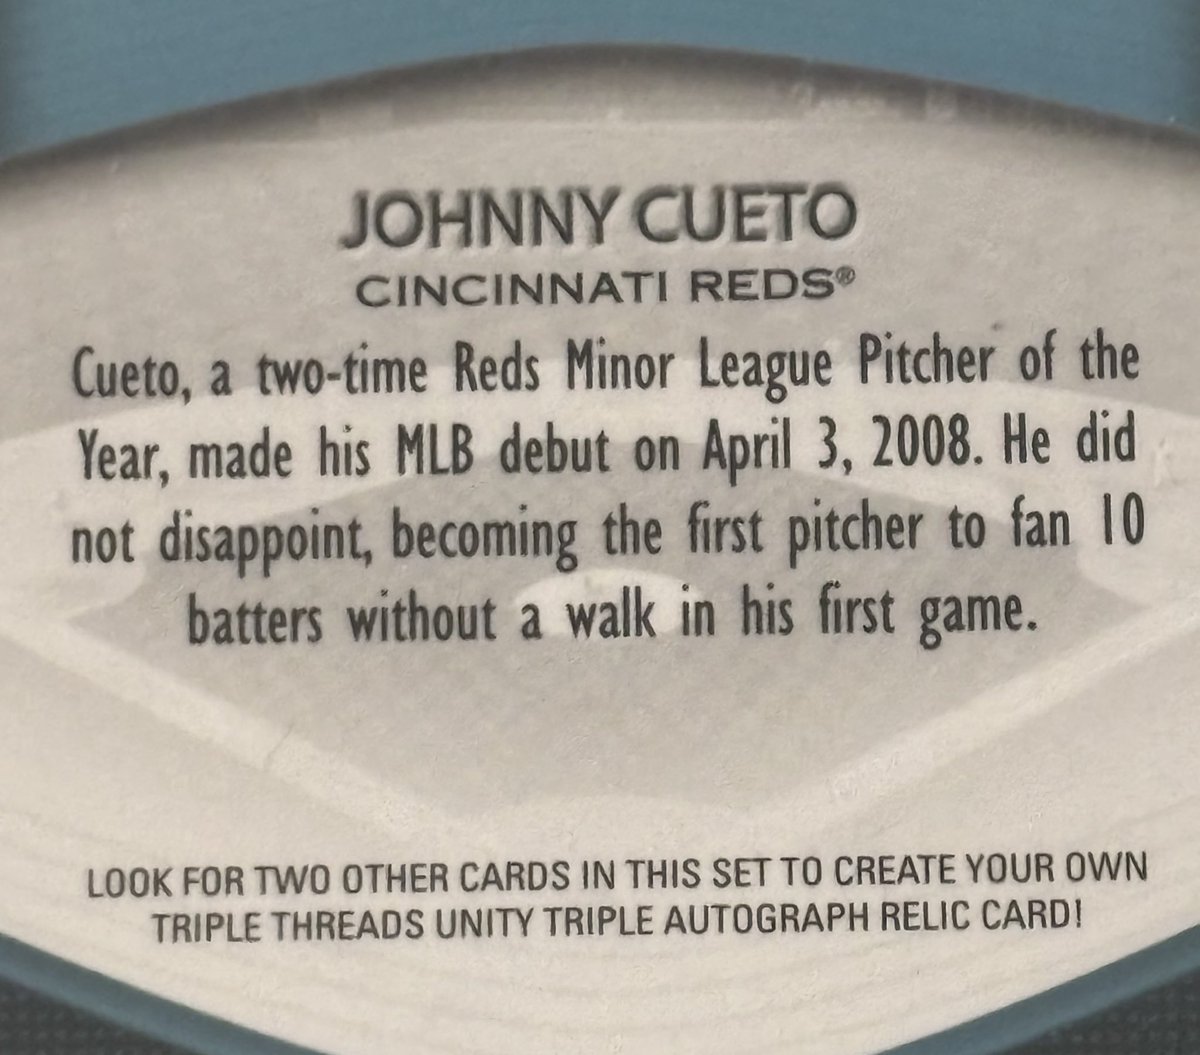 JOHNNY CUETO
CINCINNATI REDS®
Cueto, a two-time Reds Minor League Pitcher of the
Year, made his MLB debut on April 3, 2008. He did
not disappoint, becoming the first pitcher to fan 10
batters without a walk in his first game.
LOOK FOR TWO OTHER CARDS IN THIS SET TO CREATE YOUR OWN
TRIPLE THREADS UNITY TRIPLE AUTOGRAPH RELIC CARD!